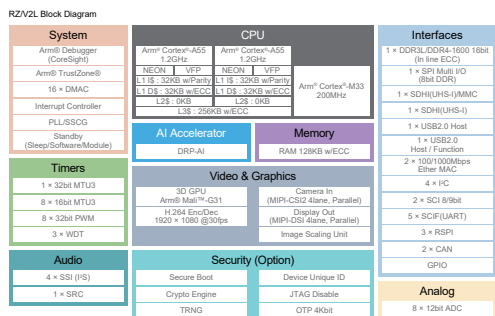 RZ/V2L Block Diagram
System
Arm® Debugger
(CoreSight)
Arm® TrustZone®
16 × DMAC
Interrupt Controller
PLL/SSCG
Standby
(Sleep/Software/Module)
Timers
1 × 32bit MTU3
8 × 16bit MTU3
8 × 32bit PWM
3 × WDT
Audio
4 × SSI (I²S)
1 × SRC
CPU
Arm® Cortex®-A55
1.2GHz
NEON VFP
L1 I$ : 32KB w/Parity
L1 D$ : 32KB w/ECC
L2$ : 0KB
Arm® Cortex®-A55
1.2GHz
NEON VFP
L1 I$ : 32KB w/Parity
L1 D$ : 32KB w/ECC
L2$ : 0KB
L3$ : 256KB w/ECC
Arm® Cortex®-M33
200MHz
AI Accelerator
DRP-AI
Memory
RAM 128KB w/ECC
Video & Graphics
3D GPU
Arm® Mali™-G31
H.264 Enc/Dec
1920 × 1080 @30fps
Camera In
(MIPI-CSI2 4lane, Parallel)
Display Out
(MIPI-DSI 4lane, Parallel)
Image Scaling Unit
Security (Option)
Secure Boot
Device Unique ID
Crypto Engine
JTAG Disable
TRNG
OTP 4Kbit
Interfaces
1 × DDR3L/DDR4-1600 16bit
(In line ECC)
1 × SPI Multi I/O
(8bit DDR)
1 × SDHI(UHS-I)/MMC
1 × SDHI(UHS-I)
1 × USB2.0 Host
1 × USB2.0
Host / Function
2 × 100/1000Mbps
Ether MAC
4 × I²C
2 × SCI 8/9bit
5 × SCIF(UART)
3 × RSPI
2 × CAN
GPIO
Analog
8 × 12bit ADC